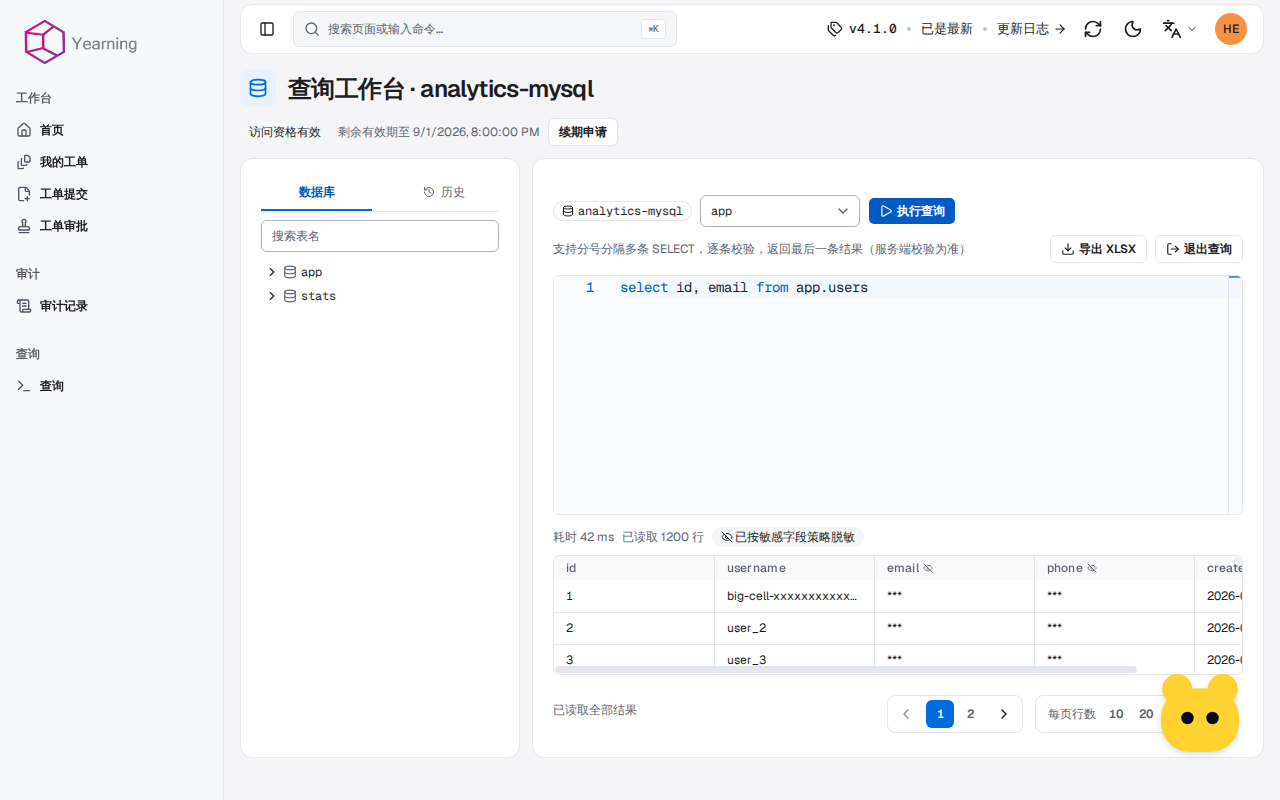 Yearning
搜索页面或输入命令… ⌘K
v4.1.0 • 已是最新 • 更新日志 → HE
工作台
首页
我的工单
工单提交
工单审批
审计
审计记录
查询
查询
查询工作台 · analytics-mysql
访问资格有效 剩余有效期至 9/1/2026, 8:00:00 PM 续期申请
数据库 历史
搜索表名
app
stats
analytics-mysql app 执行查询
支持分号分隔多条 SELECT，逐条校验，返回最后一条结果（服务端校验为准） 导出 XLSX 退出查询
1 select id, email from app.users
耗时 42 ms 已读取 1200 行 已按敏感字段策略脱敏
id username email phone create
1 big-cell-xxxxxxxxxxx... *** *** 2026-0
2 user_2 *** *** 2026-0
3 user_3 *** *** 2026-0
已读取全部结果 1 2 每页行数 10 20